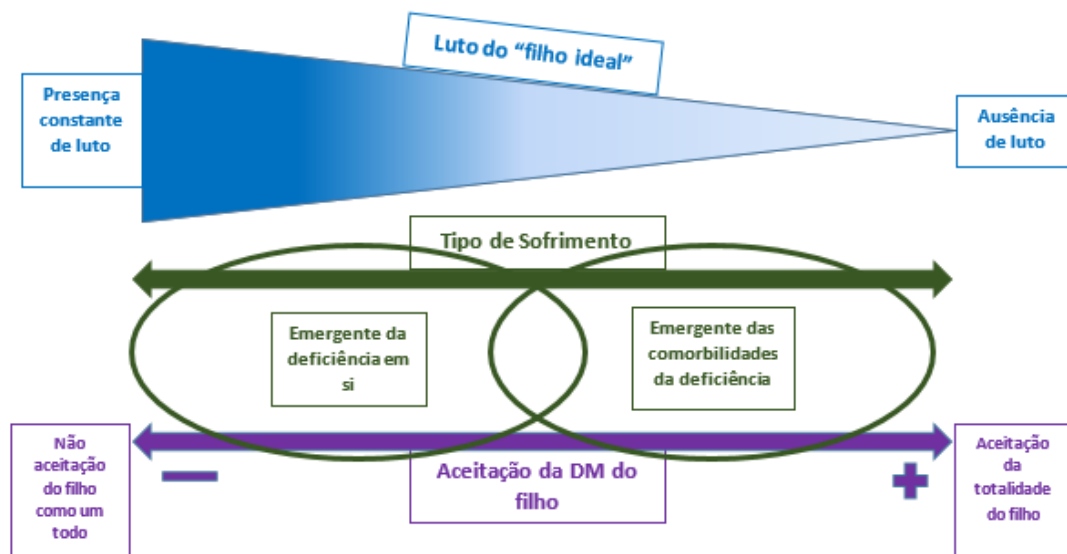 Luto do “filho ideal”
Presença
constante
de luto
Ausência
de luto
Tipo de Sofrimento
Emergente da
deficiência em
si
Emergente das
comorbilidades
da deficiência
Não
aceitação
do filho
como um
todo
Aceitação da DM do
filho
Aceitação
da
totalidade
do filho